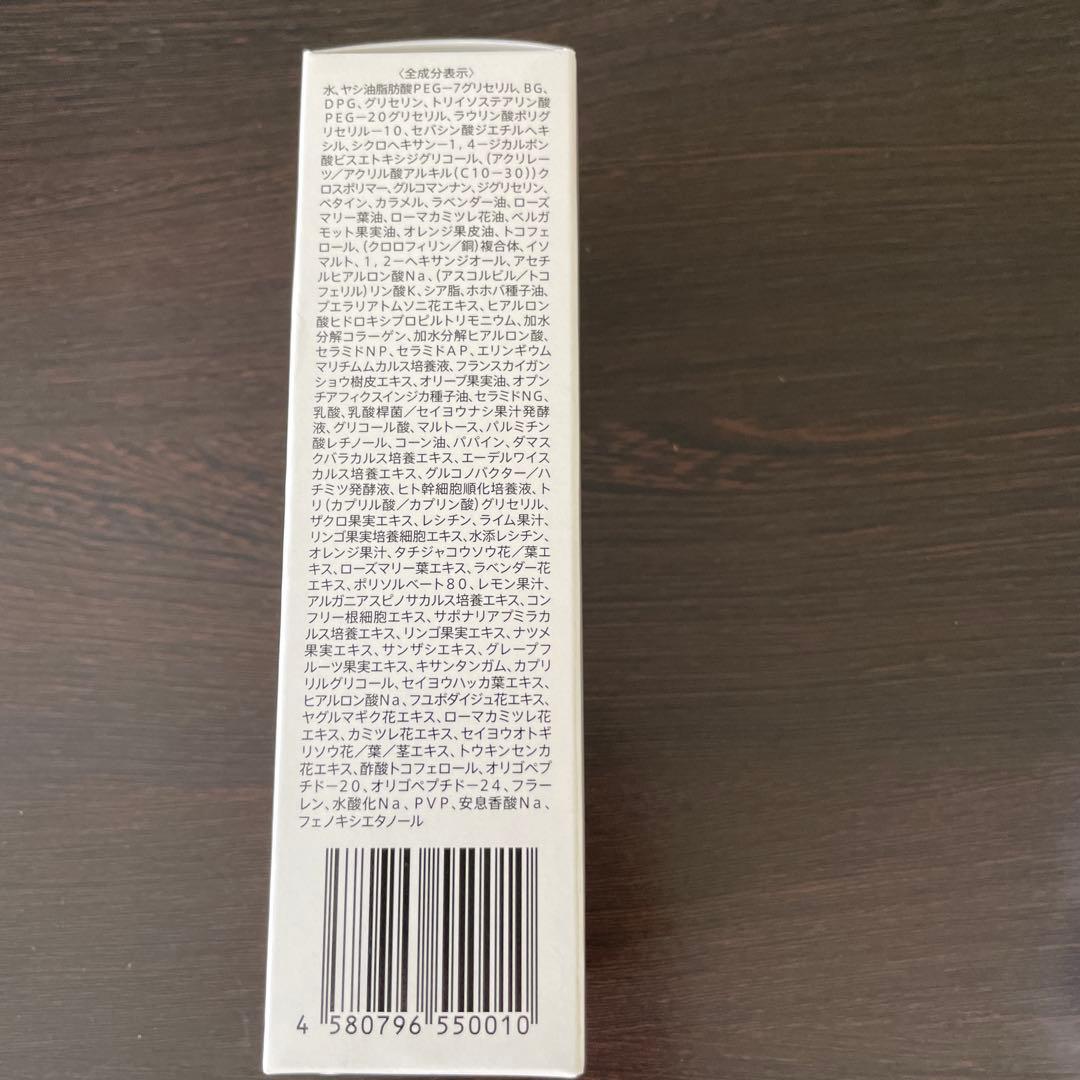 〈全成分表示〉
水、ヤシ油脂肪酸PEG－7グリセリル、BG、
DPG、グリセリン、トリイソステアリン酸
PEG－20グリセリル、ラウリン酸ポリグ
リセリル－10、セバシン酸ジエチルヘキ
シル、シクロヘキサン－1，4－ジカルボン
酸ビスエトキシジグリコール、（アクリレー
ツ／アクリル酸アルキル（C10－30））ク
ロスポリマー、グルコマンナン、ジグリセリン、
ベタイン、カラメル、ラベンダー油、ローズ
マリー葉油、ローマカミツレ花油、ベルガ
モット果実油、オレンジ果皮油、トコフェ
ロール、（クロロフィリン／銅）複合体、イソ
マルト、1，2－ヘキサンジオール、アセチ
ルヒアルロン酸Na、（アスコルビル／トコ
フェリル）リン酸K、シア脂、ホホバ種子油、
プエラリアトムソニ花エキス、ヒアルロン
酸ヒドロキシプロピルトリモニウム、加水
分解コラーゲン、加水分解ヒアルロン酸、
セラミドNP、セラミドAP、エリンギウム
マリチムムカルス培養液、フランスカイガン
ショウ樹皮エキス、オリーブ果実油、オプン
チアフィクスインジカ種子油、セラミドNG、
乳酸、乳酸桿菌／セイヨウナシ果汁発酵
液、グリコール酸、マルトース、パルミチン
酸レチノール、コーン油、パパイン、ダマス
クバラカルス培養エキス、エーデルワイス
カルス培養エキス、グルコノバクター／ハ
チミツ発酵液、ヒト幹細胞順化培養液、ト
リ（カプリル酸／カプリン酸）グリセリル、
ザクロ果実エキス、レシチン、ライム果汁、
リンゴ果実培養細胞エキス、水添レシチン、
オレンジ果汁、タチジャコウソウ花／葉エ
キス、ローズマリー葉エキス、ラベンダー花
エキス、ポリソルベート80、レモン果汁、
アルガニアスピノサカルス培養エキス、コン
フリー根細胞エキス、サポナリアプミラカ
ルス培養エキス、リンゴ果実エキス、ナツメ
果実エキス、サンザシエキス、グレープフ
ルーツ果実エキス、キサンタンガム、カプリ
リルグリコール、セイヨウハッカ葉エキス、
ヒアルロン酸Na、フユボダイジュ花エキス、
ヤグルマギク花エキス、ローマカミツレ花
エキス、カミツレ花エキス、セイヨウオトギ
リソウ花／葉／茎エキス、トウキンセンカ
花エキス、酢酸トコフェロール、オリゴペプ
チド－20、オリゴペプチド－24、フラー
レン、水酸化Na、PVP、安息香酸Na、
フェノキシエタノール
4 580796 550010